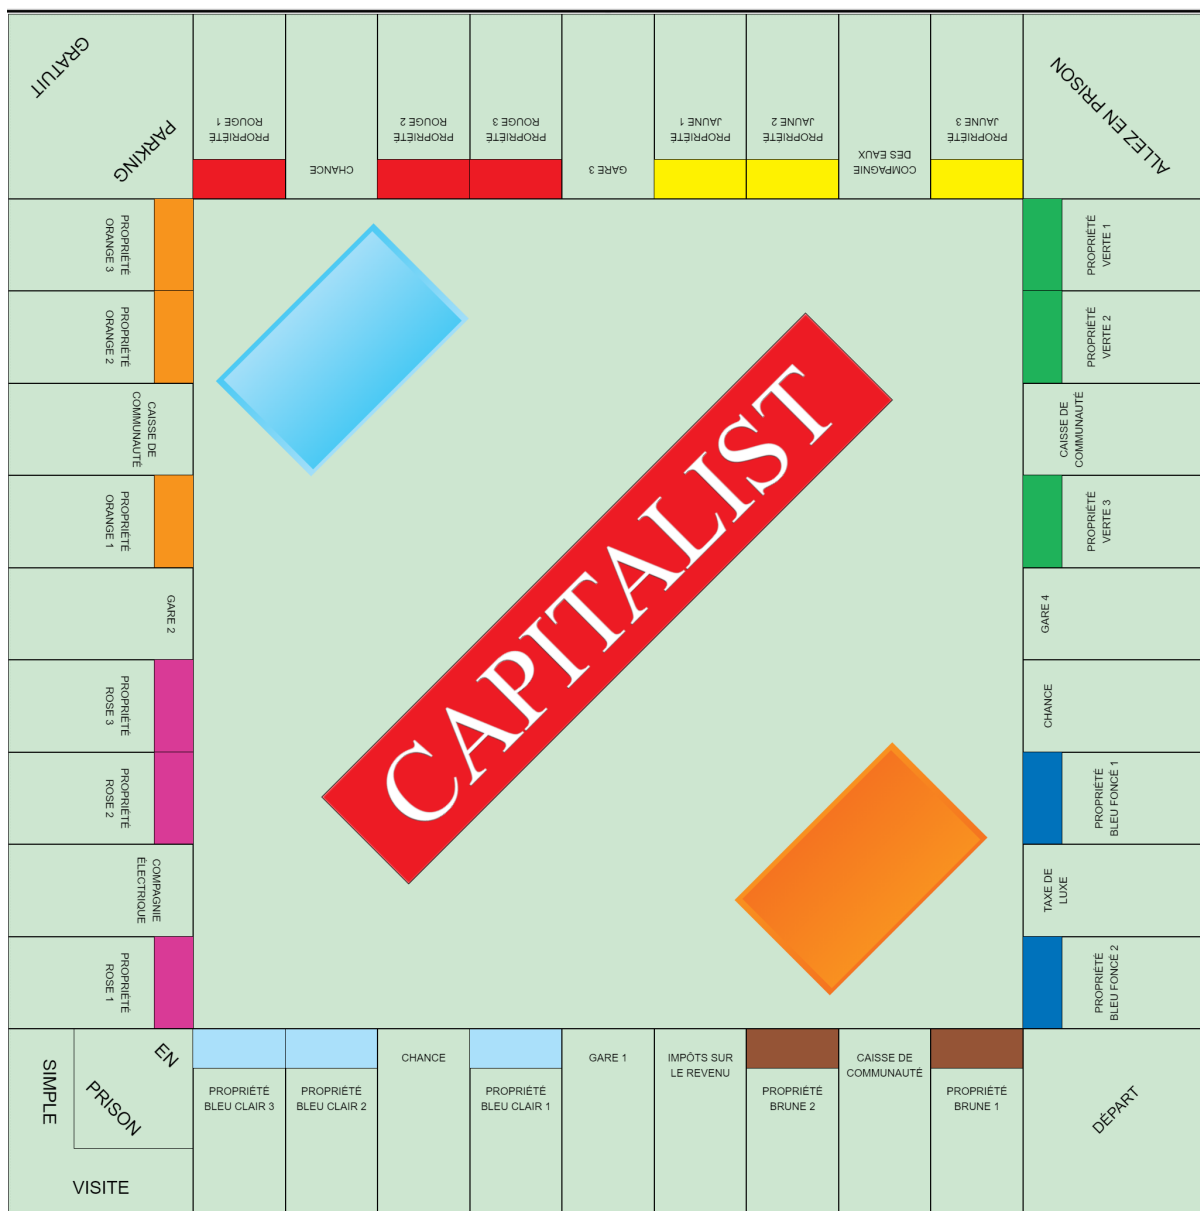 GRATUIT
PARKING
PROPRIÉTÉ
ROUGE 1
CHANCE
PROPRIÉTÉ
ROUGE 2
PROPRIÉTÉ
ROUGE 3
GARE 3
PROPRIÉTÉ
JAUNE 1
PROPRIÉTÉ
JAUNE 2
COMPAGNIE
DES EAUX
PROPRIÉTÉ
JAUNE 3
ALLEZ EN PRISON
PROPRIÉTÉ
VERTE 1
PROPRIÉTÉ
VERTE 2
CAISSE DE
COMMUNAUTÉ
PROPRIÉTÉ
VERTE 3
GARE 4
CHANCE
PROPRIÉTÉ
BLEU FONCÉ 1
TAXE DE
LUXE
PROPRIÉTÉ
BLEU FONCÉ 2
DÉPART
PROPRIÉTÉ
BRUNE 1
CAISSE DE
COMMUNAUTÉ
PROPRIÉTÉ
BRUNE 2
IMPÔTS SUR
LE REVENU
GARE 1
PROPRIÉTÉ
BLEU CLAIR 1
CHANCE
PROPRIÉTÉ
BLEU CLAIR 2
PROPRIÉTÉ
BLEU CLAIR 3
EN
PRISON
SIMPLE
VISITE
PROPRIÉTÉ
ROSE 1
COMPAGNIE
ÉLECTRIQUE
PROPRIÉTÉ
ROSE 2
PROPRIÉTÉ
ROSE 3
GARE 2
PROPRIÉTÉ
ORANGE 1
CAISSE DE
COMMUNAUTÉ
PROPRIÉTÉ
ORANGE 2
PROPRIÉTÉ
ORANGE 3
CAPITALIST